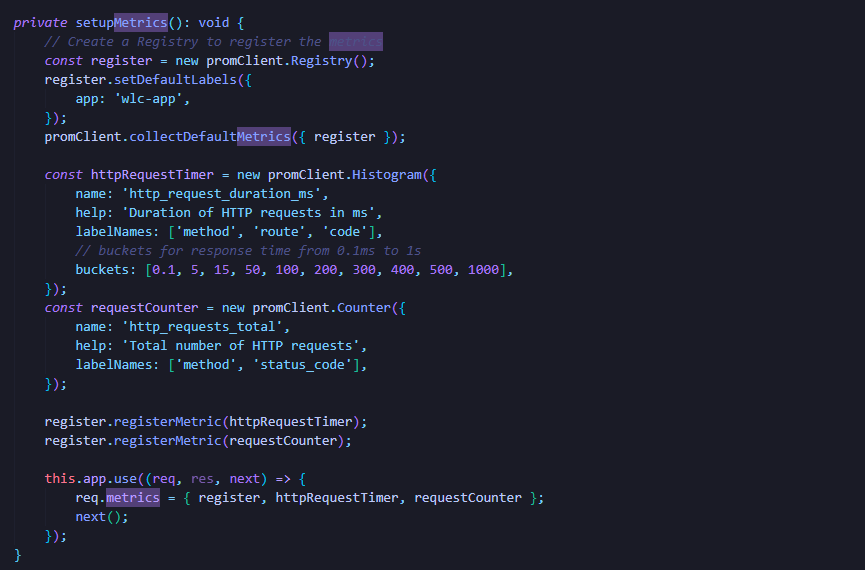 private setupMetrics(): void {
    // Create a Registry to register the metrics
    const register = new promClient.Registry();
    register.setDefaultLabels({
        app: 'wlc-app',
    });
    promClient.collectDefaultMetrics({ register });

    const httpRequestTimer = new promClient.Histogram({
        name: 'http_request_duration_ms',
        help: 'Duration of HTTP requests in ms',
        labelNames: ['method', 'route', 'code'],
        // buckets for response time from 0.1ms to 1s
        buckets: [0.1, 5, 15, 50, 100, 200, 300, 400, 500, 1000],
    });
    const requestCounter = new promClient.Counter({
        name: 'http_requests_total',
        help: 'Total number of HTTP requests',
        labelNames: ['method', 'status_code'],
    });

    register.registerMetric(httpRequestTimer);
    register.registerMetric(requestCounter);

    this.app.use((req, res, next) => {
        req.metrics = { register, httpRequestTimer, requestCounter };
        next();
    });
}